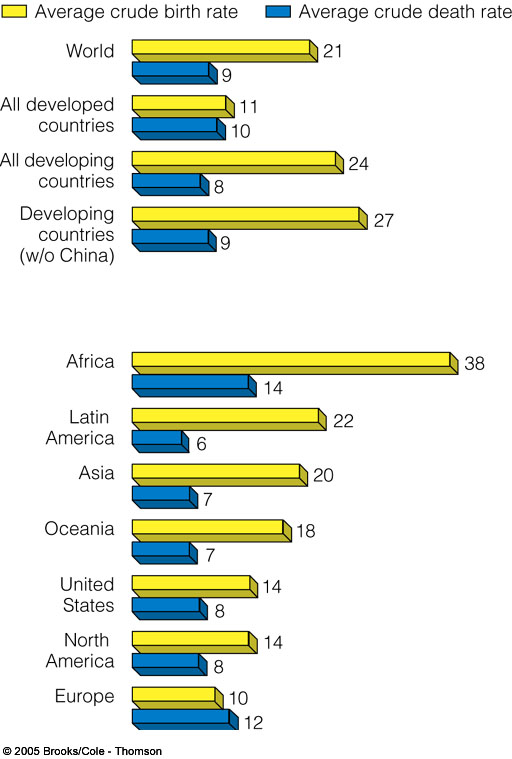 Average crude birth rate Average crude death rate
World 21
9
All developed 11
countries 10
All developing 24
countries 8
Developing 27
countries 9
(w/o China)
Africa 38
14
Latin 22
America 6
Asia 20
7
Oceania 18
7
United 14
States 8
North 14
America 8
Europe 10
12
© 2005 Brooks/Cole - Thomson